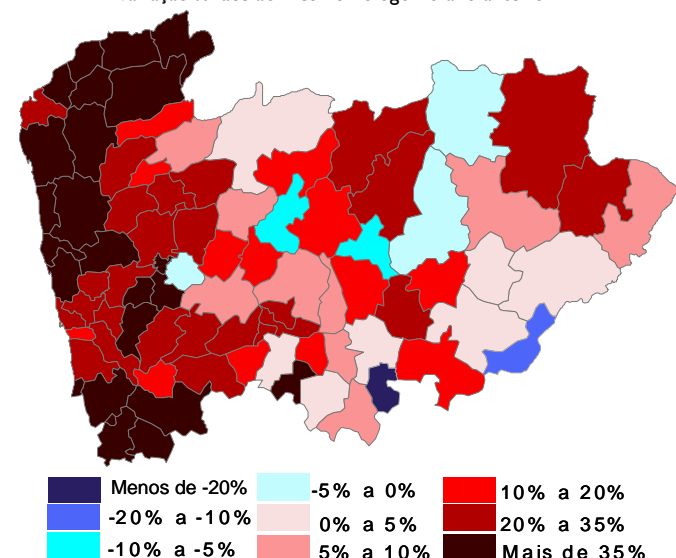 Menos de -20%
-20% a -10%
-10% a -5%
-5% a 0%
0% a 5%
5% a 10%
10% a 20%
20% a 35%
Mais de 35%